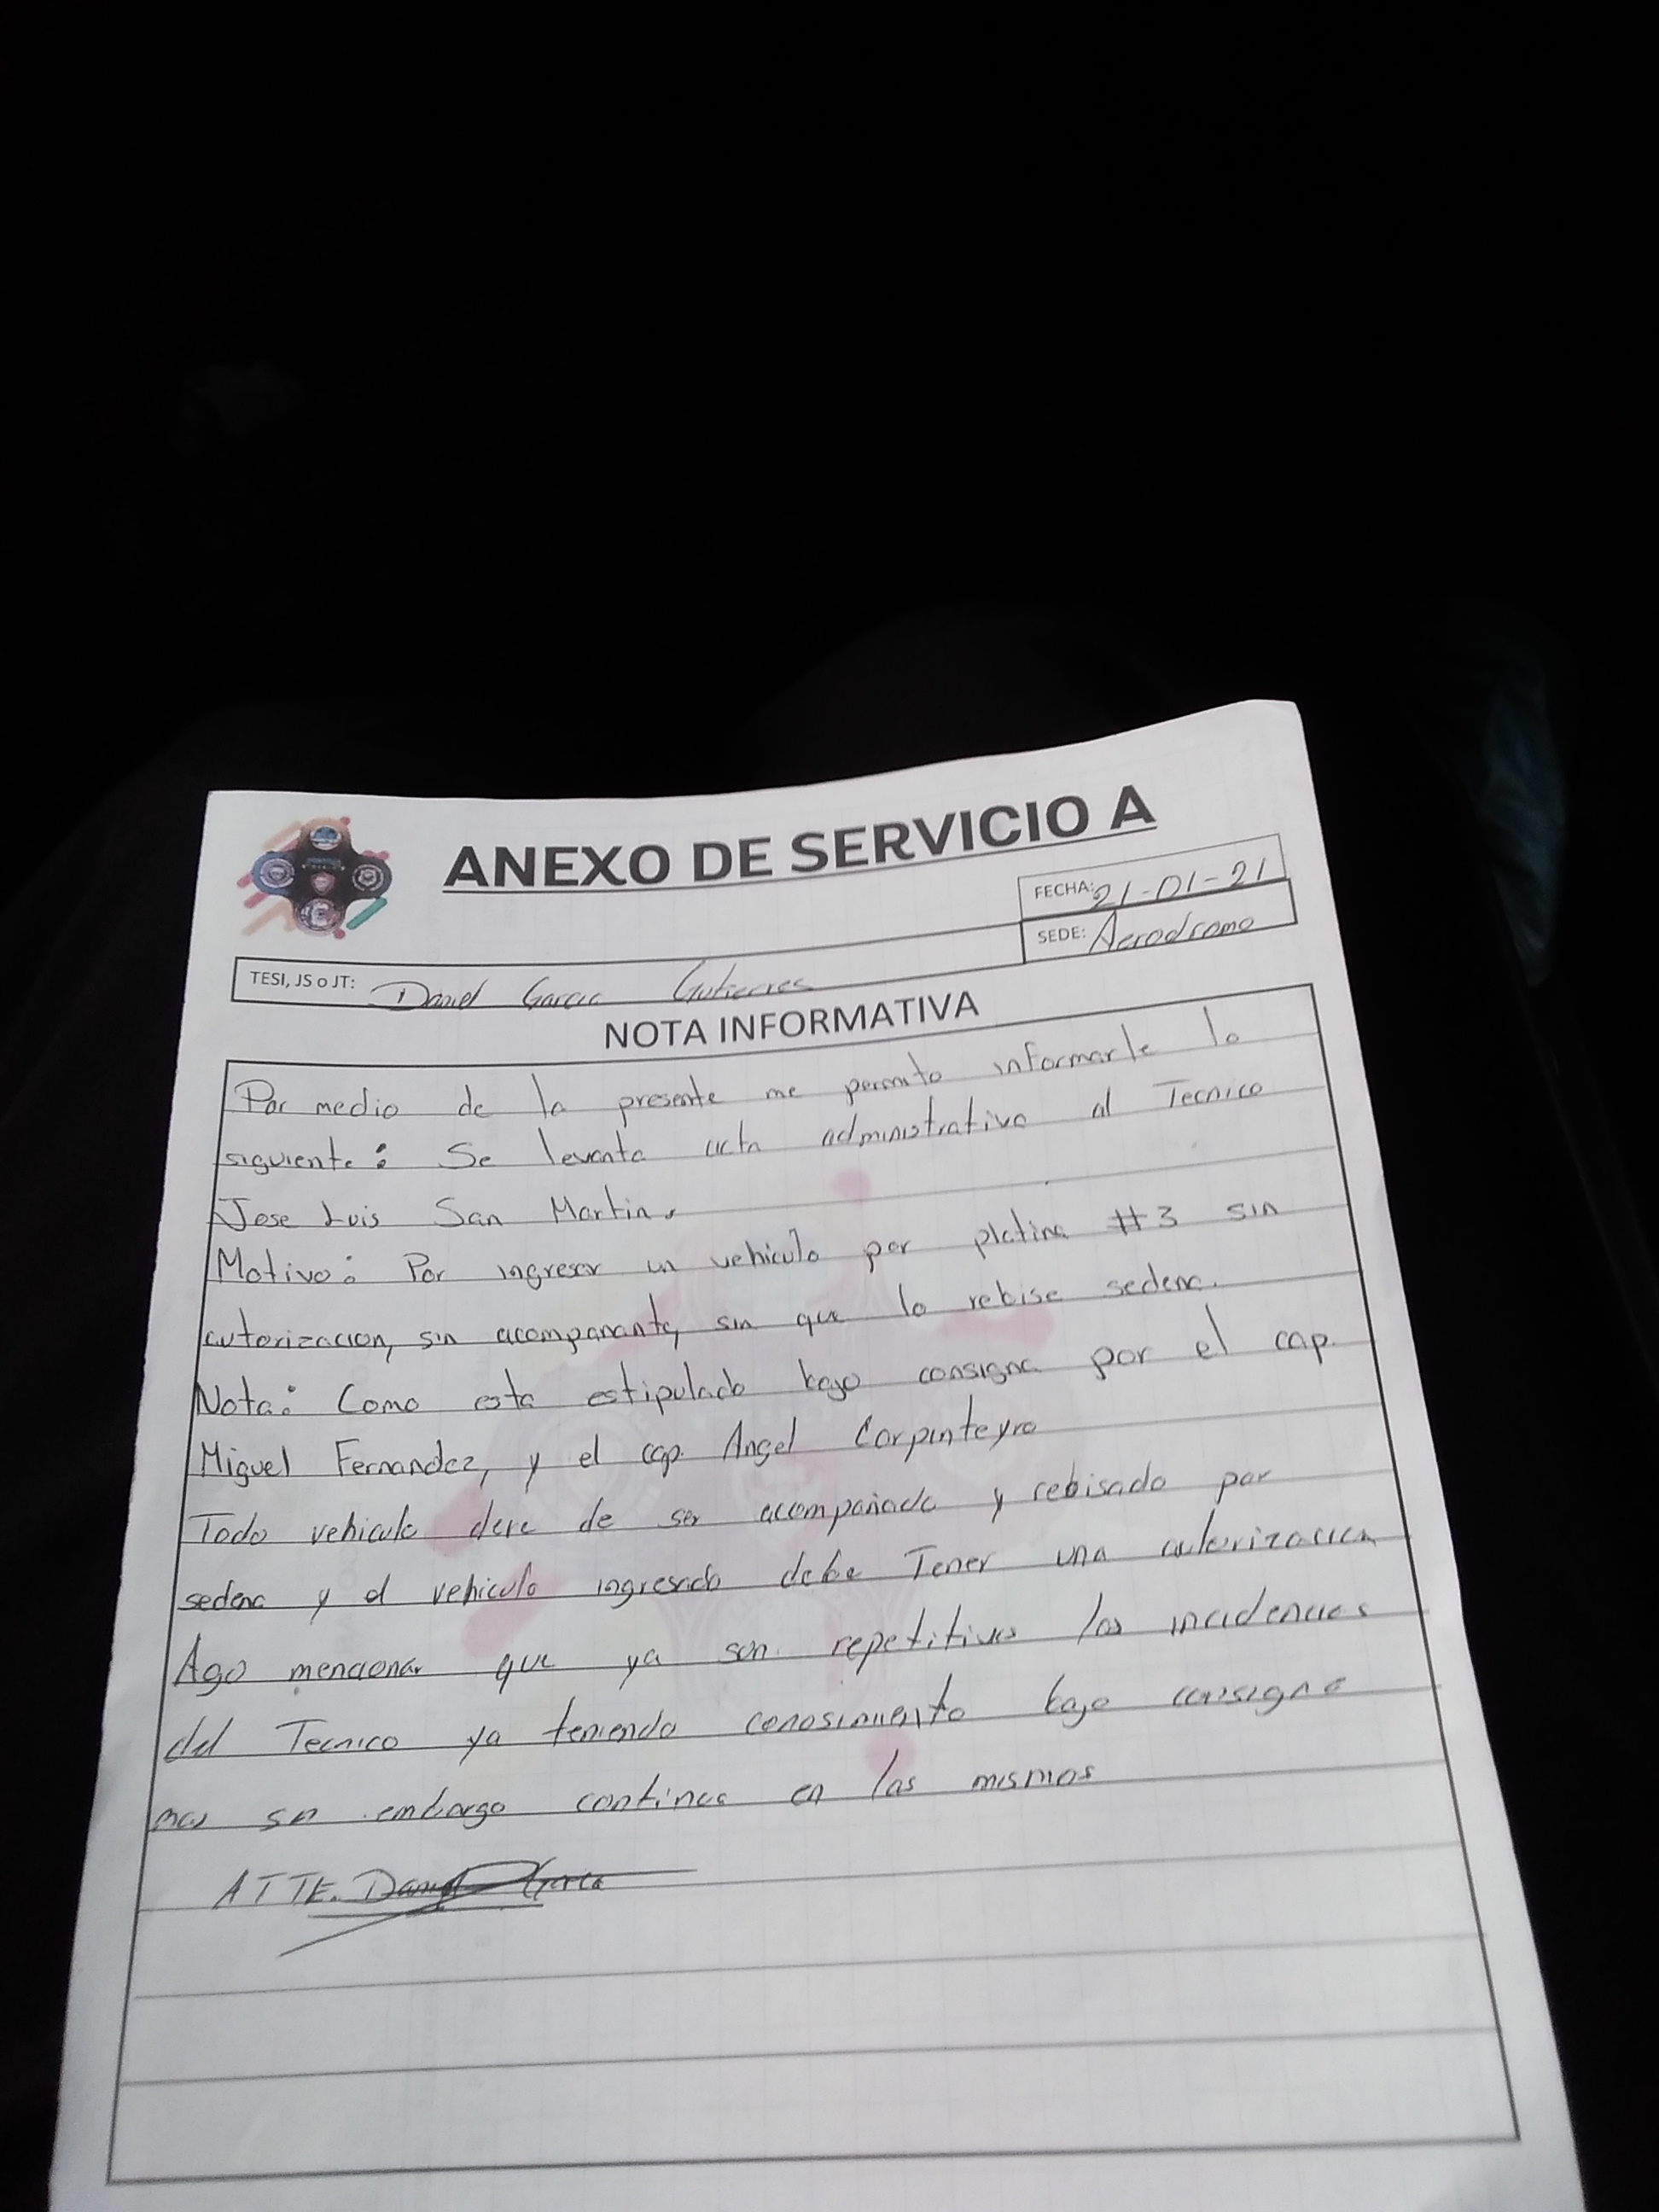 ANEXO DE SERVICIO A
FECHA: 21-01-21
SEDE: Aerodromo
TESI, JS o JT: Daniel Garcia Gutierres
NOTA INFORMATIVA
Por medio de la presente me permito informarle lo
siguiente: Se levanta acta administrativa al Tecnico
Jose Luis San Martin.
Motivo: Por ingresar un vehiculo por platina #3 sin
autorizacion, sin acompanante, sin que lo rebise sedena.
Nota: Como esta estipulado bajo consigna por el cap.
Miguel Fernandez, y el cap. Angel Carpinteyro
Todo vehiculo deve de ser acompañado y rebisado por
sedena y el vehiculo ingresado debe Tener una autorizacion
Ago mencionar que ya son repetitivas las incidencias
del Tecnico ya teniendo conosimiento bajo consigna
mas sn embargo continua en las mismas
ATTE. Daniel Garcia